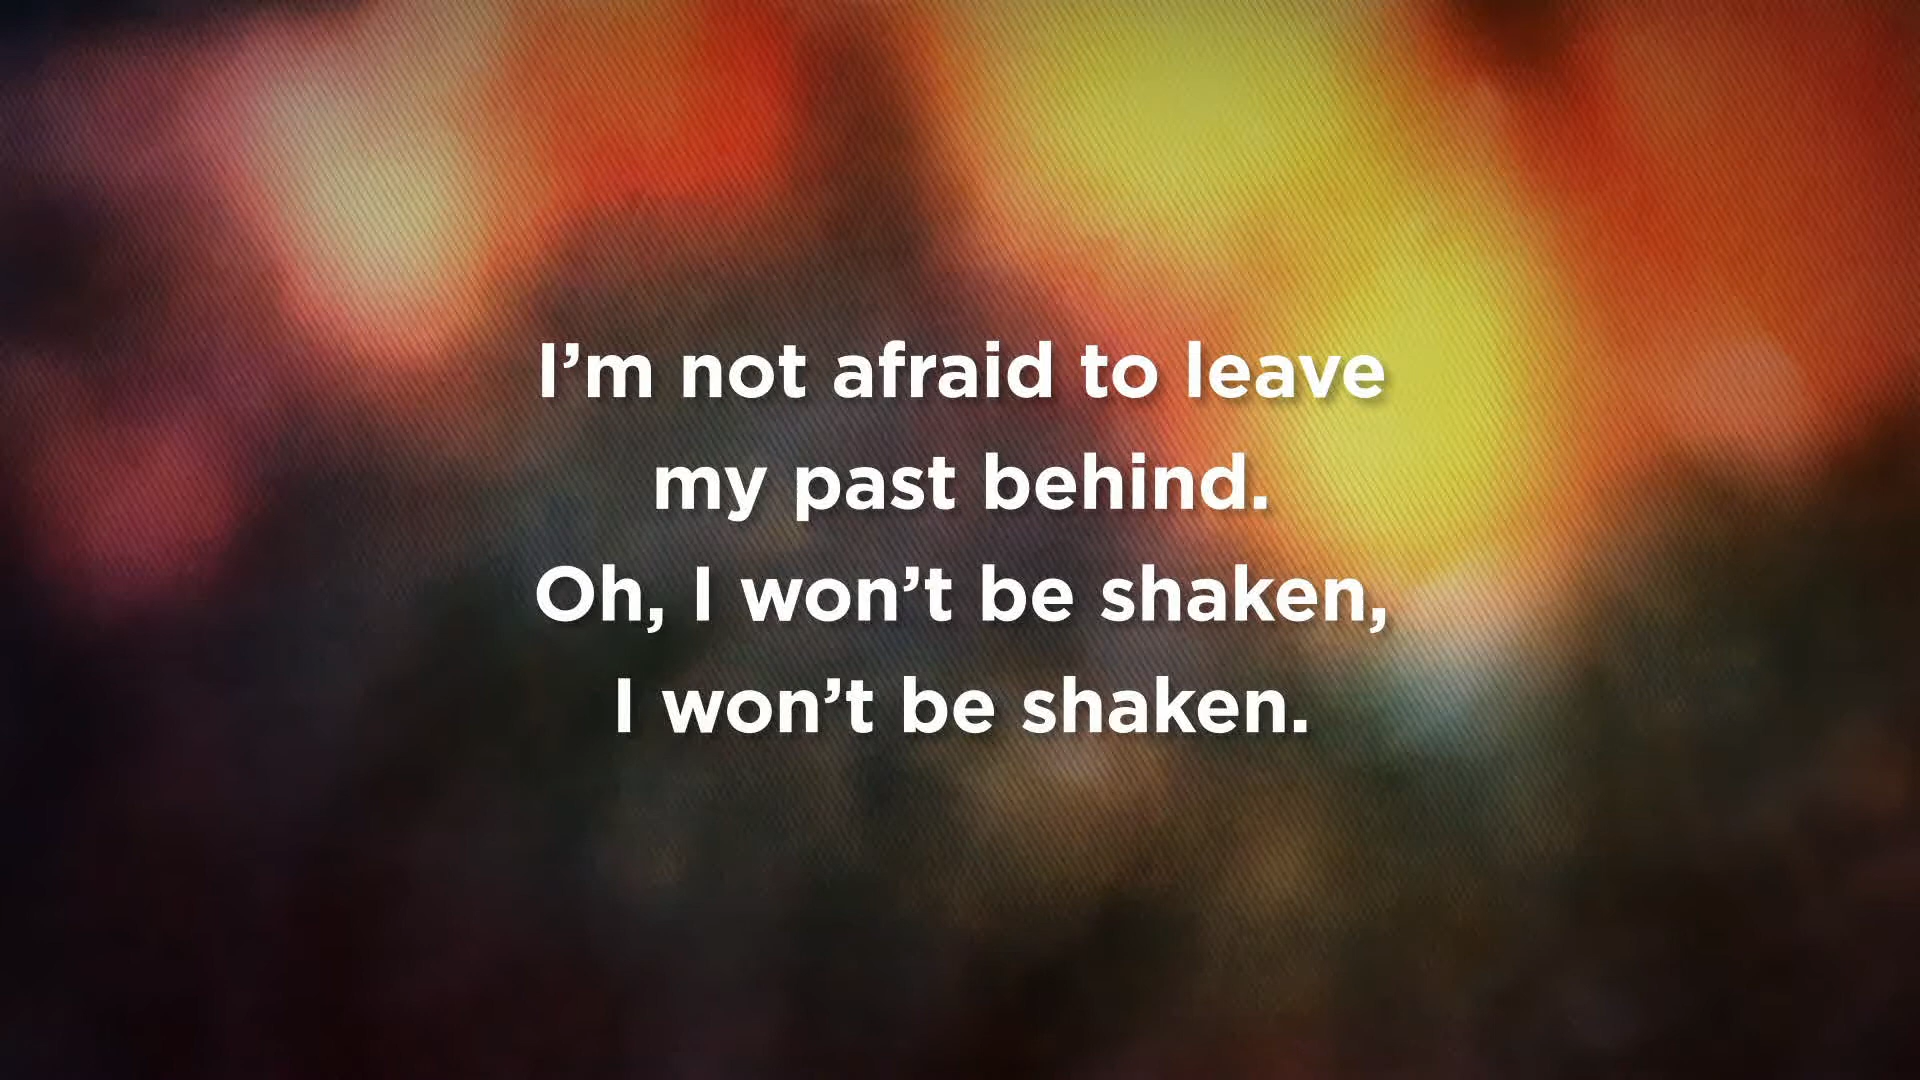 I’m not afraid to leave
my past behind.
Oh, I won’t be shaken,
I won’t be shaken.